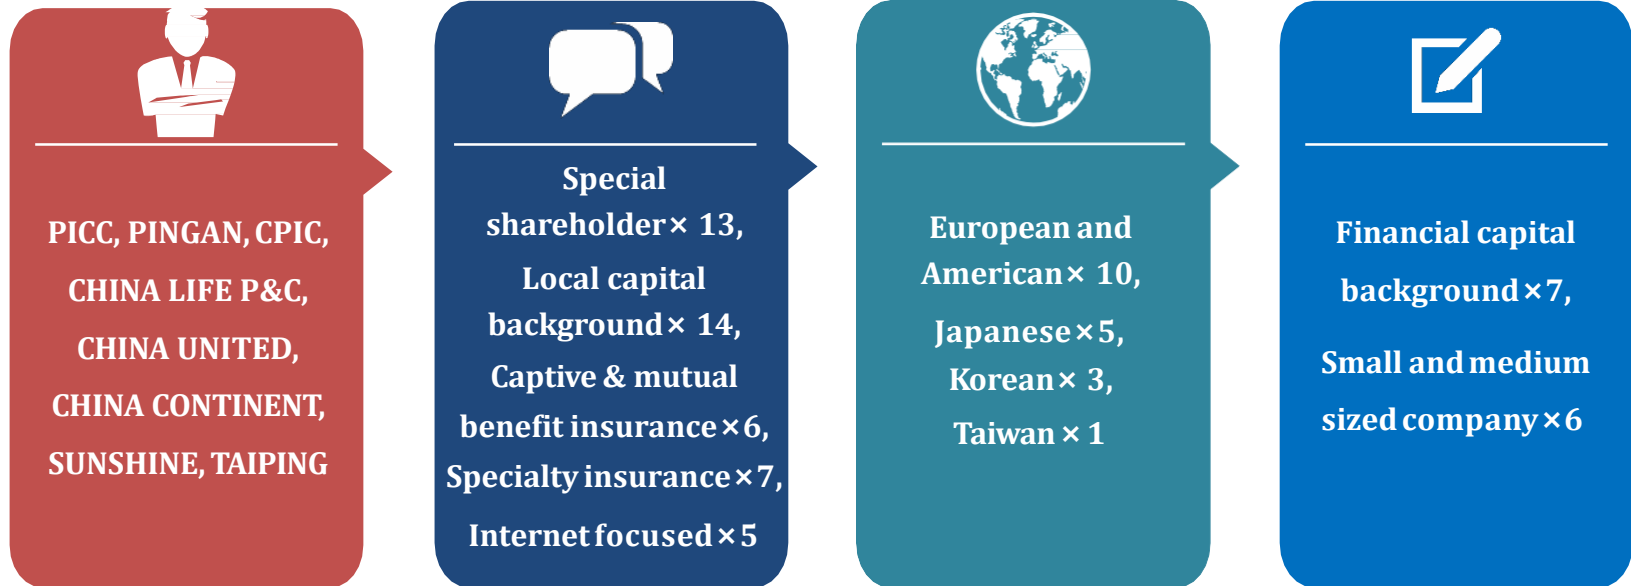 PICC, PINGAN, CPIC,
CHINA LIFE P&C,
CHINA UNITED,
CHINA CONTINENT,
SUNSHINE, TAIPING
Special
shareholder× 13,
Local capital
background× 14,
Captive & mutual
benefit insurance×6,
Specialty insurance×7,
Internet focused×5
European and
American× 10,
Japanese×5,
Korean× 3,
Taiwan × 1
Financial capital
background×7,
Small and medium
sized company×6